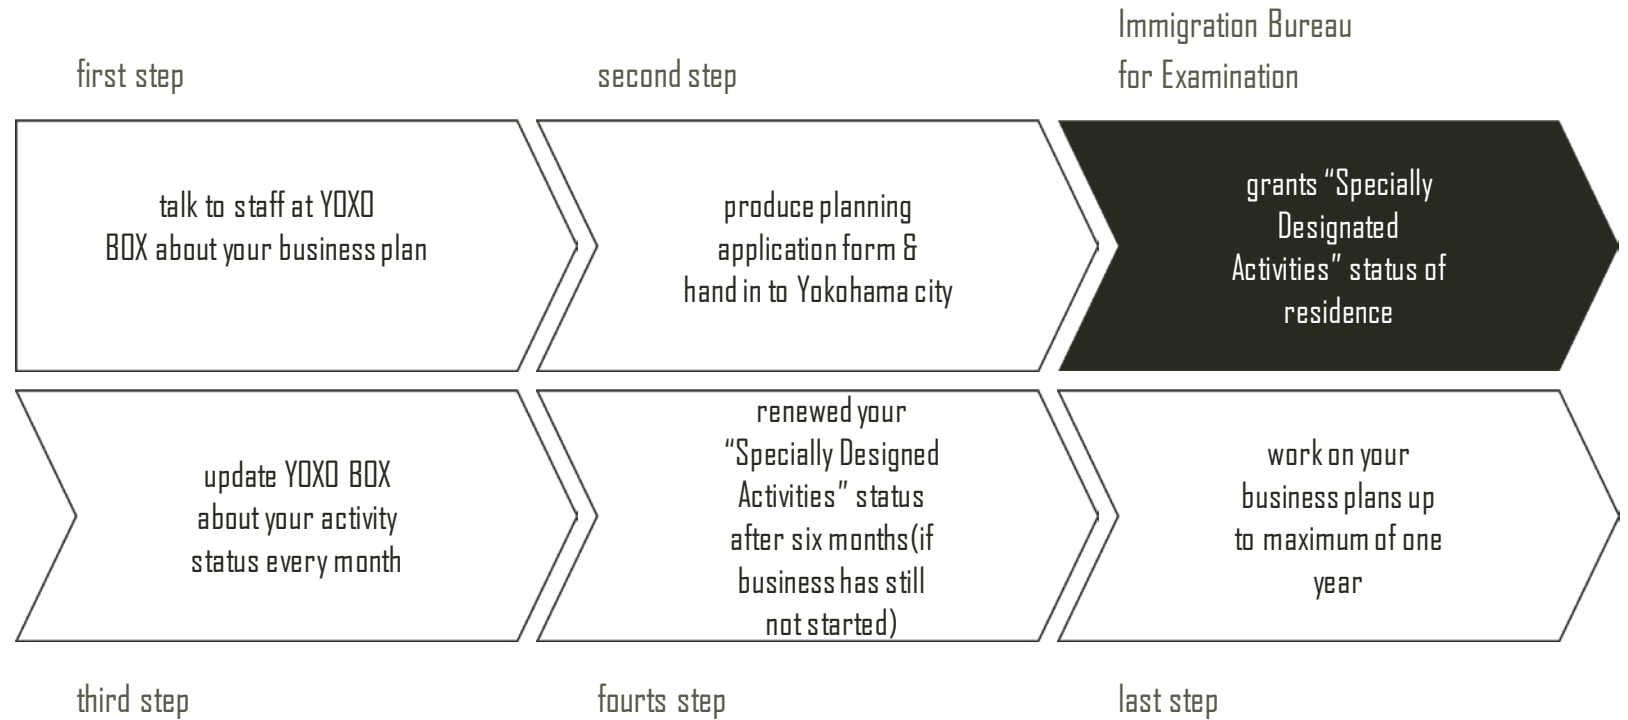 first step
second step
Immigration Bureau
for Examination
talk to staff at YOXO
BOX about your business plan
produce planning
application form &
hand in to Yokohama city
grants “Specially
Designated
Activities” status of
residence
update YOXO BOX
about your activity
status every month
renewed your
“Specially Designed
Activities” status
after six months(if
business has still
not started)
work on your
business plans up
to maximum of one
year
third step
fourts step
last step